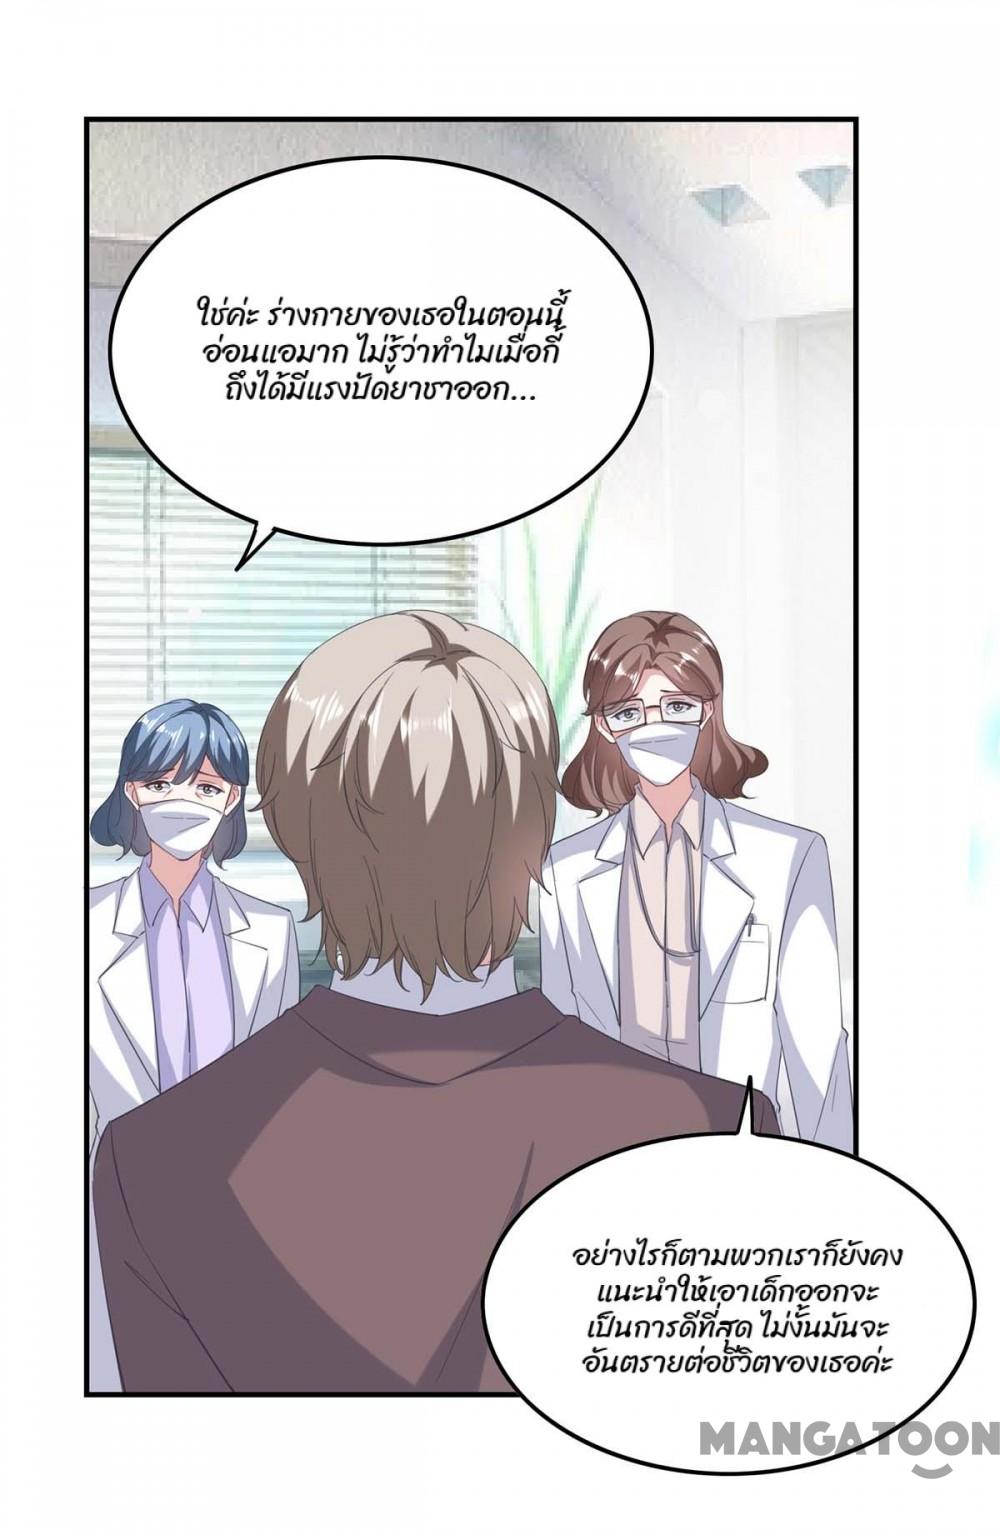 ใช่ค่ะ ร่างกายของเธอในตอนนี้
อ่อนแอมาก ไม่รู้ว่าทำไมเมื่อกี้
ถึงได้มีแรงปัดยาชาออก...
อย่างไรก็ตามพวกเราก็ยังคง
แนะนำให้เอาเด็กออกจะ
เป็นการดีที่สุด ไม่งั้นมันจะ
อันตรายต่อชีวิตของเธอค่ะ
MANGATOON